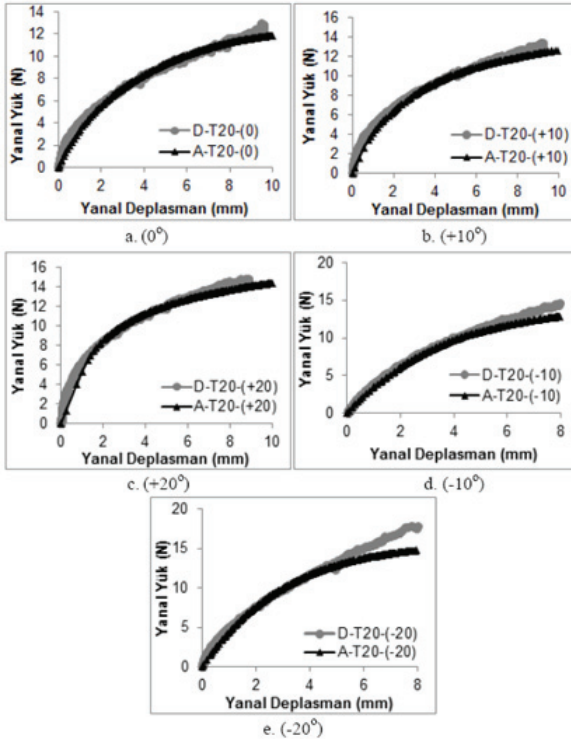 Yanal Yük (N)
14
12
10
8
6
4
2
0
D-T20-(0)
A-T20-(0)
0 2 4 6 8 10
Yanal Deplasman (mm)
a. (0°)
Yanal Yük (N)
16
14
12
10
8
6
4
2
0
D-T20-(+10)
A-T20-(+10)
0 2 4 6 8 10
Yanal Deplasman (mm)
b. (+10°)
Yanal Yük (N)
16
14
12
10
8
6
4
2
0
D-T20-(+20)
A-T20-(+20)
0 2 4 6 8 10
Yanal Deplasman (mm)
c. (+20°)
Yanal Yük (N)
20
15
10
5
0
D-T20-(-10)
A-T20-(-10)
0 2 4 6 8
Yanal Deplasman (mm)
d. (-10°)
Yanal Yük (N)
20
15
10
5
0
D-T20-(-20)
A-T20-(-20)
0 2 4 6 8
Yanal Deplasman (mm)
e. (-20°)